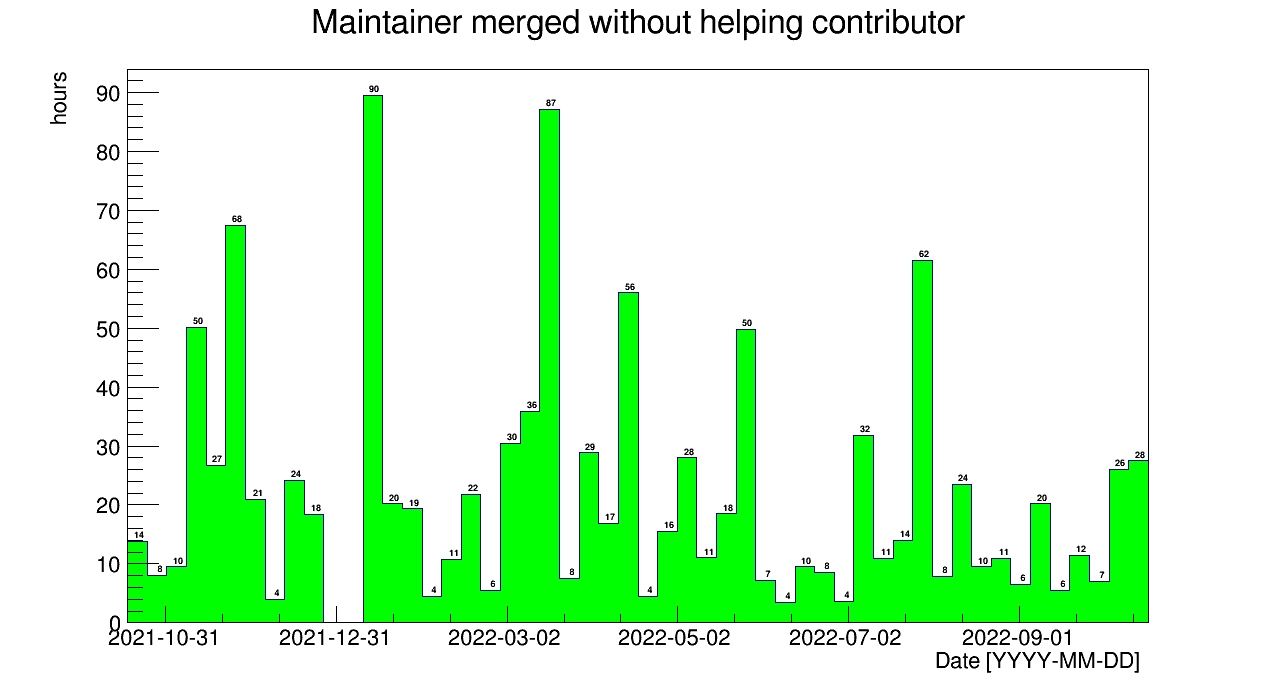 Maintainer merged without helping contributor
hours
90
80
70
60
50
40
30
20
10
0
14 8 10 50 27 68 21 4 24 18 90 20 19 4 11 22 6 30 36 87 8 29 17 56 4 16 28 11 18 50 7 4 10 8 4 32 11 14 62 8 24 10 11 6 20 6 12 7 26 28
2021-10-31 2021-12-31 2022-03-02 2022-05-02 2022-07-02 2022-09-01
Date [YYYY-MM-DD]